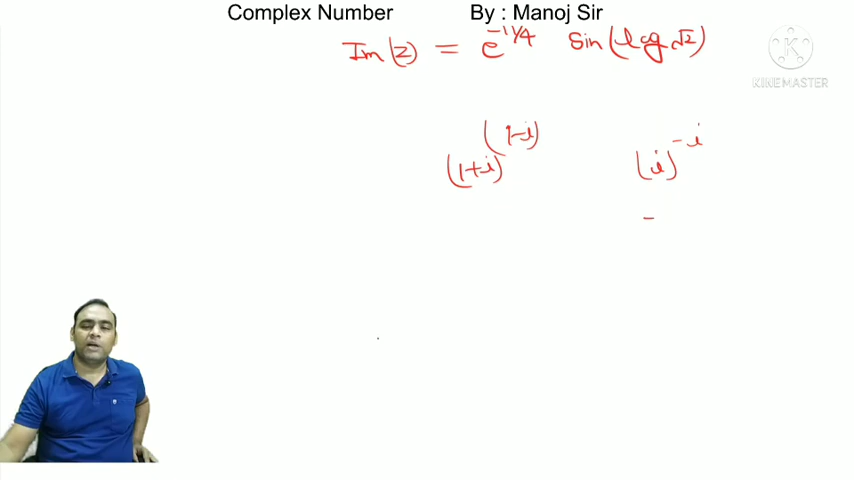 Complex Number By : Manoj Sir
Im(z) = e^{-π/4} Sin(log √2)
KINEMASTER
(1+i)^{(1-i)} (i)^{-i}
-